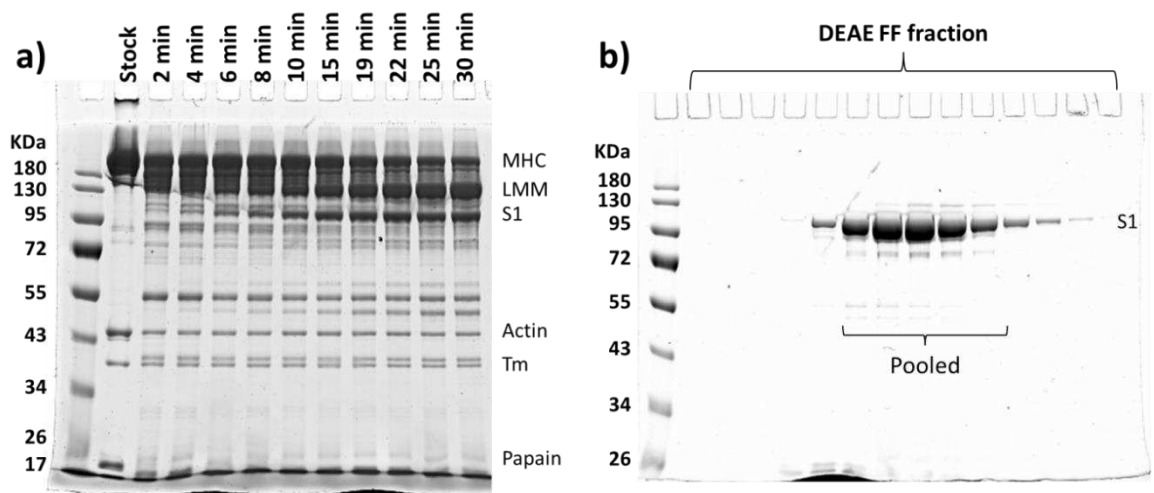 a)
Stock
2 min
4 min
6 min
8 min
10 min
15 min
19 min
22 min
25 min
30 min
KDa
180
130
95
72
55
43
34
26
17
MHC
LMM
S1
Actin
Tm
Papain
b)
DEAE FF fraction
KDa
180
130
95
72
55
43
34
26
S1
Pooled